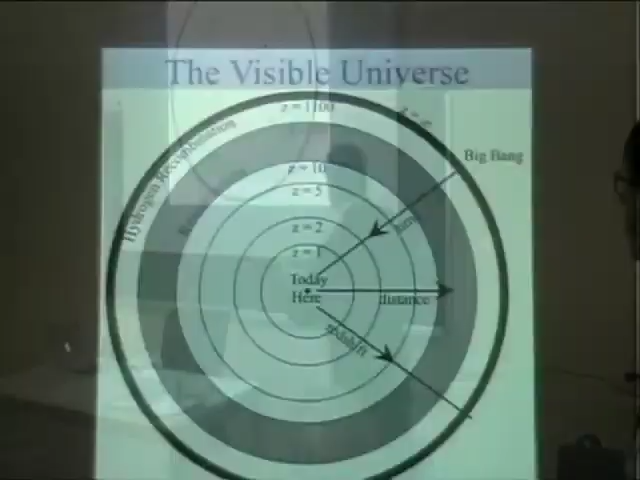 The Visible Universe
z = 1100
z = ∞
Big Bang
Hydrogen Recombination
z = 10
z = 5
z = 2
z = 1
time
Today
Here
distance
redshift